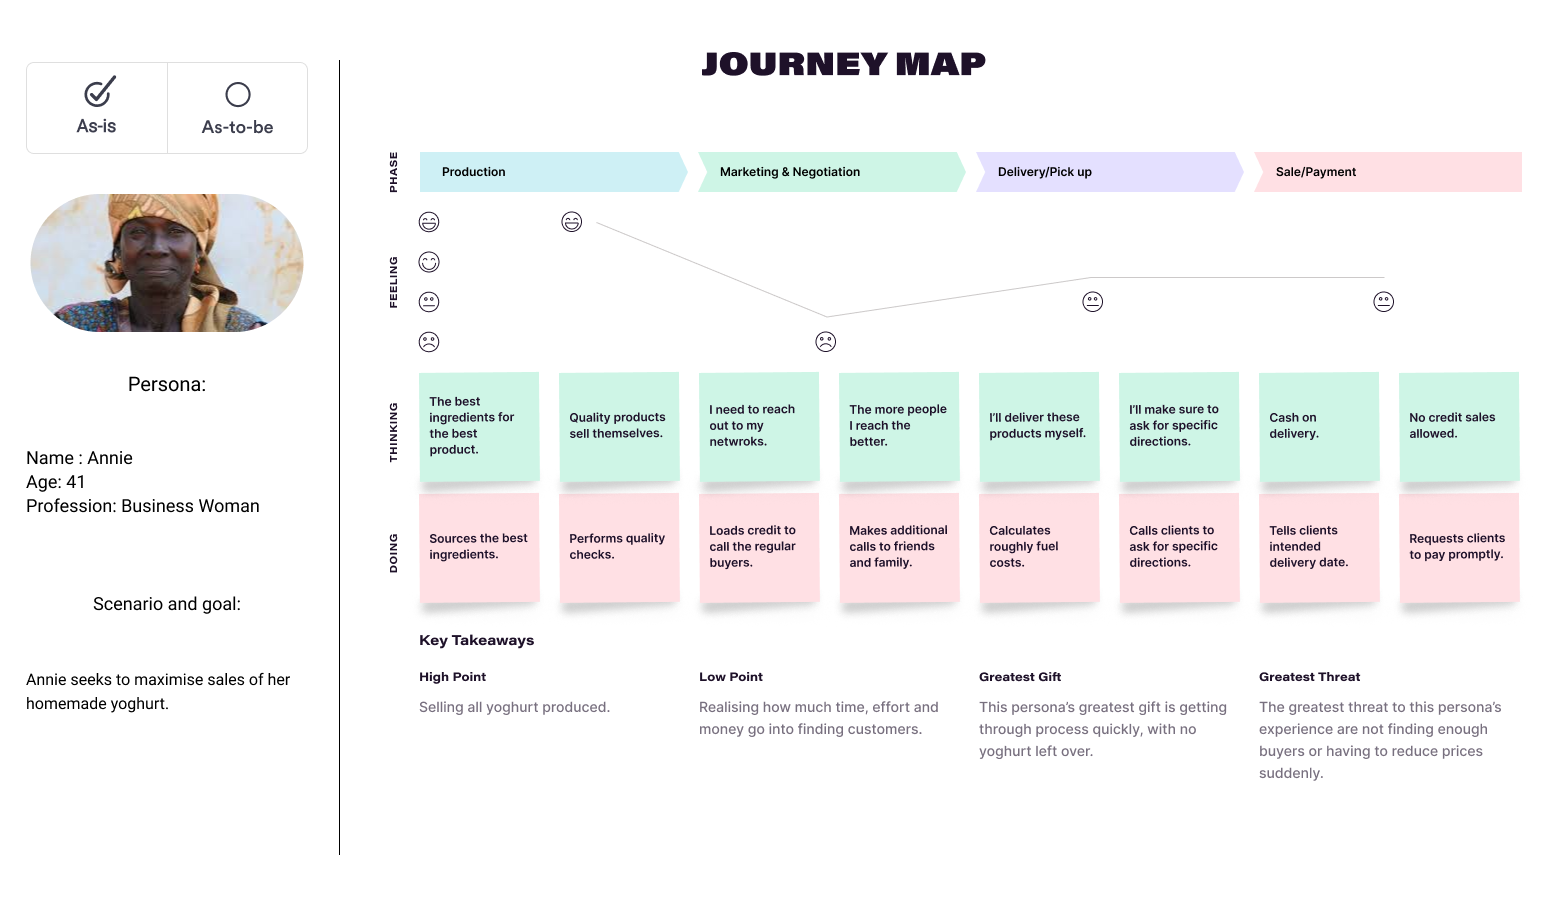 As-is
As-to-be
Persona:
Name : Annie
Age: 41
Profession: Business Woman
Scenario and goal:
Annie seeks to maximise sales of her
homemade yoghurt.
JOURNEY MAP
PHASE
Production
Marketing & Negotiation
Delivery/Pick up
Sale/Payment
FEELING
THINKING
The best
ingredients for
the best
product.
Quality products
sell themselves.
I need to reach
out to my
netwroks.
The more people
I reach the
better.
I'll deliver these
products myself.
I'll make sure to
ask for specific
directions.
Cash on
delivery.
No credit sales
allowed.
DOING
Sources the best
ingredients.
Performs quality
checks.
Loads credit to
call the regular
buyers.
Makes additional
calls to friends
and family.
Calculates
roughly fuel
costs.
Calls clients to
ask for specific
directions.
Tells clients
intended
delivery date.
Requests clients
to pay promptly.
Key Takeaways
High Point
Selling all yoghurt produced.
Low Point
Realising how much time, effort and
money go into finding customers.
Greatest Gift
This persona's greatest gift is getting
through process quickly, with no
yoghurt left over.
Greatest Threat
The greatest threat to this persona's
experience are not finding enough
buyers or having to reduce prices
suddenly.